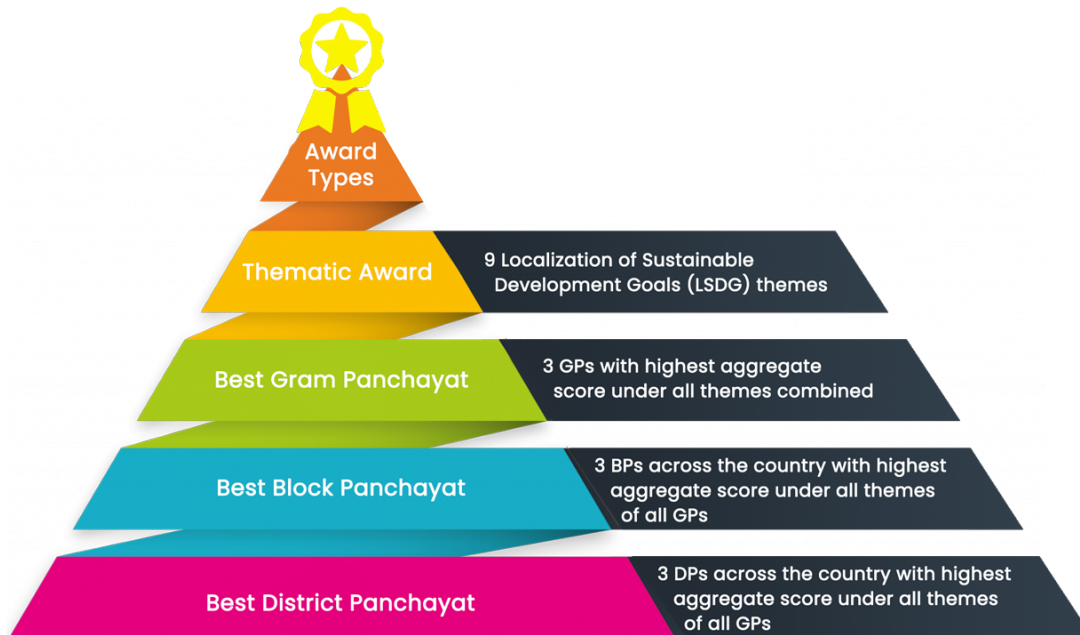 Award
Types
Thematic Award
9 Localization of Sustainable
Development Goals (LSDG) themes
Best Gram Panchayat
3 GPs with highest aggregate
score under all themes combined
Best Block Panchayat
3 BPs across the country with highest
aggregate score under all themes
of all GPs
Best District Panchayat
3 DPs across the country with highest
aggregate score under all themes
of all GPs